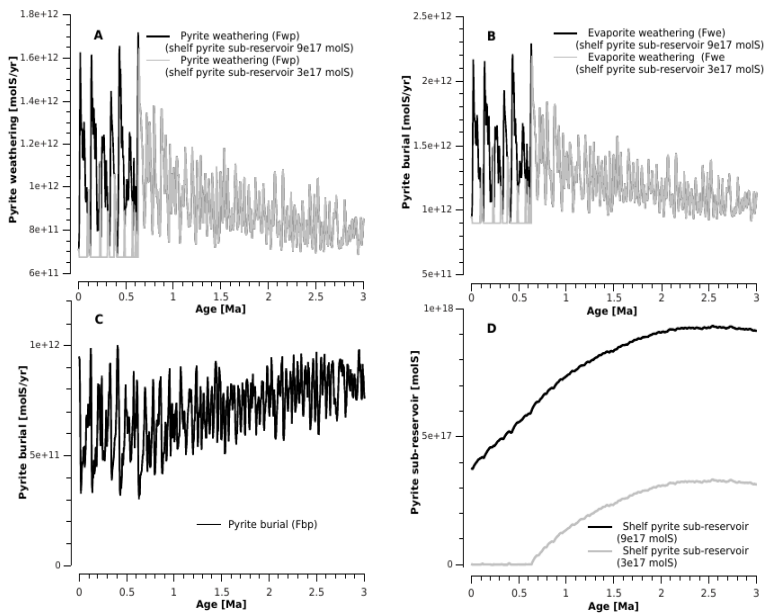 A
Pyrite weathering (Fwp)
(shelf pyrite sub-reservoir 9e17 molS)
Pyrite weathering (Fwp)
(shelf pyrite sub-reservoir 3e17 molS)
Pyrite weathering [molS/yr]
1.8e+12
1.6e+12
1.4e+12
1.2e+12
1e+12
8e+11
6e+11
0 0.5 1 1.5 2 2.5 3
Age [Ma]
B
Evaporite weathering (Fwe)
(shelf pyrite sub-reservoir 9e17 molS)
Evaporite weathering (Fwe
(shelf pyrite sub-reservoir 3e17 molS)
Pyrite burial [molS/yr]
2.5e+12
2e+12
1.5e+12
1e+12
5e+11
0 0.5 1 1.5 2 2.5 3
Age [Ma]
C
Pyrite burial [molS/yr]
1e+12
5e+11
0
Pyrite burial (Fbp)
0 0.5 1 1.5 2 2.5 3
Age [Ma]
D
Pyrite sub-reservoir [molS]
1e+18
5e+17
0
Shelf pyrite sub-reservoir
(9e17 molS)
Shelf pyrite sub-reservoir
(3e17 molS)
0 0.5 1 1.5 2 2.5 3
Age [Ma]